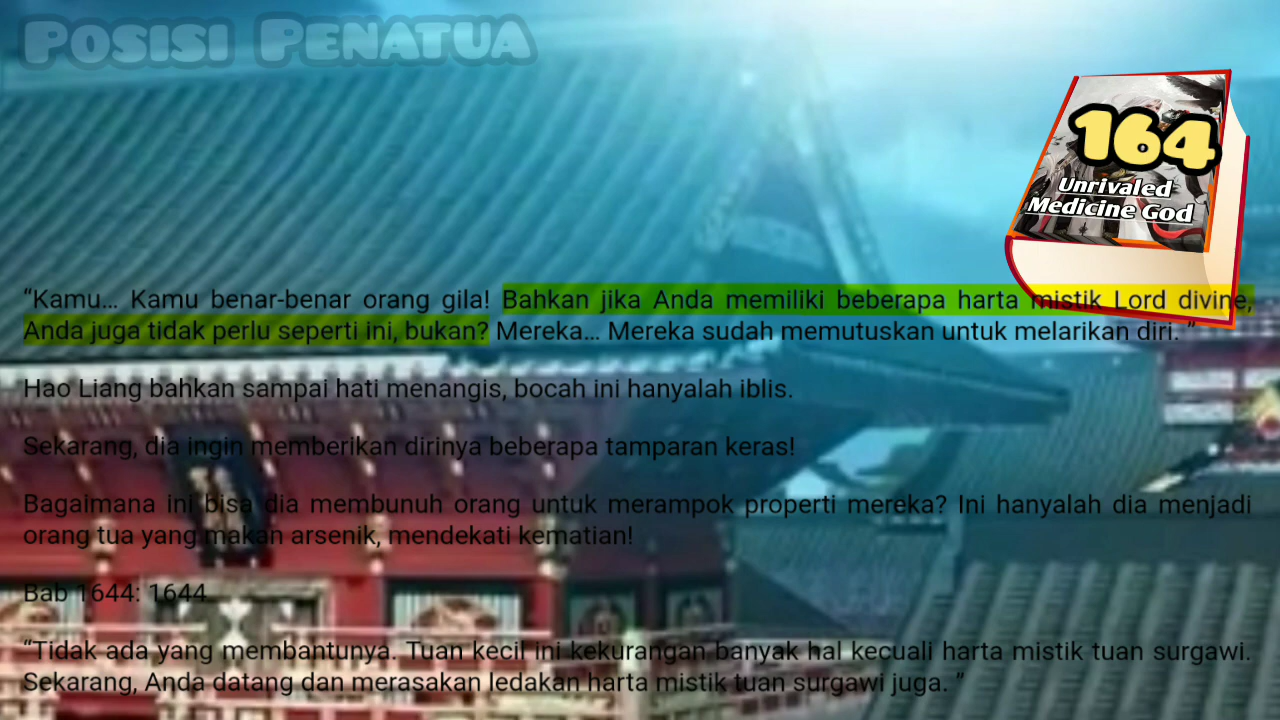 Posisi Penatua
164
Unrivaled
Medicine God
“Kamu… Kamu benar-benar orang gila! Bahkan jika Anda memiliki beberapa harta mistik Lord divine,
Anda juga tidak perlu seperti ini, bukan? Mereka… Mereka sudah memutuskan untuk melarikan diri. ”
Hao Liang bahkan sampai hati menangis, bocah ini hanyalah iblis.
Sekarang, dia ingin memberikan dirinya beberapa tamparan keras!
Bagaimana ini bisa dia membunuh orang untuk merampok properti mereka? Ini hanyalah dia menjadi
orang tua yang makan arsenik, mendekati kematian!
Bab 1644: 1644
“Tidak ada yang membantunya. Tuan kecil ini kekurangan banyak hal kecuali harta mistik tuan surgawi.
Sekarang, Anda datang dan merasakan ledakan harta mistik tuan surgawi juga. ”